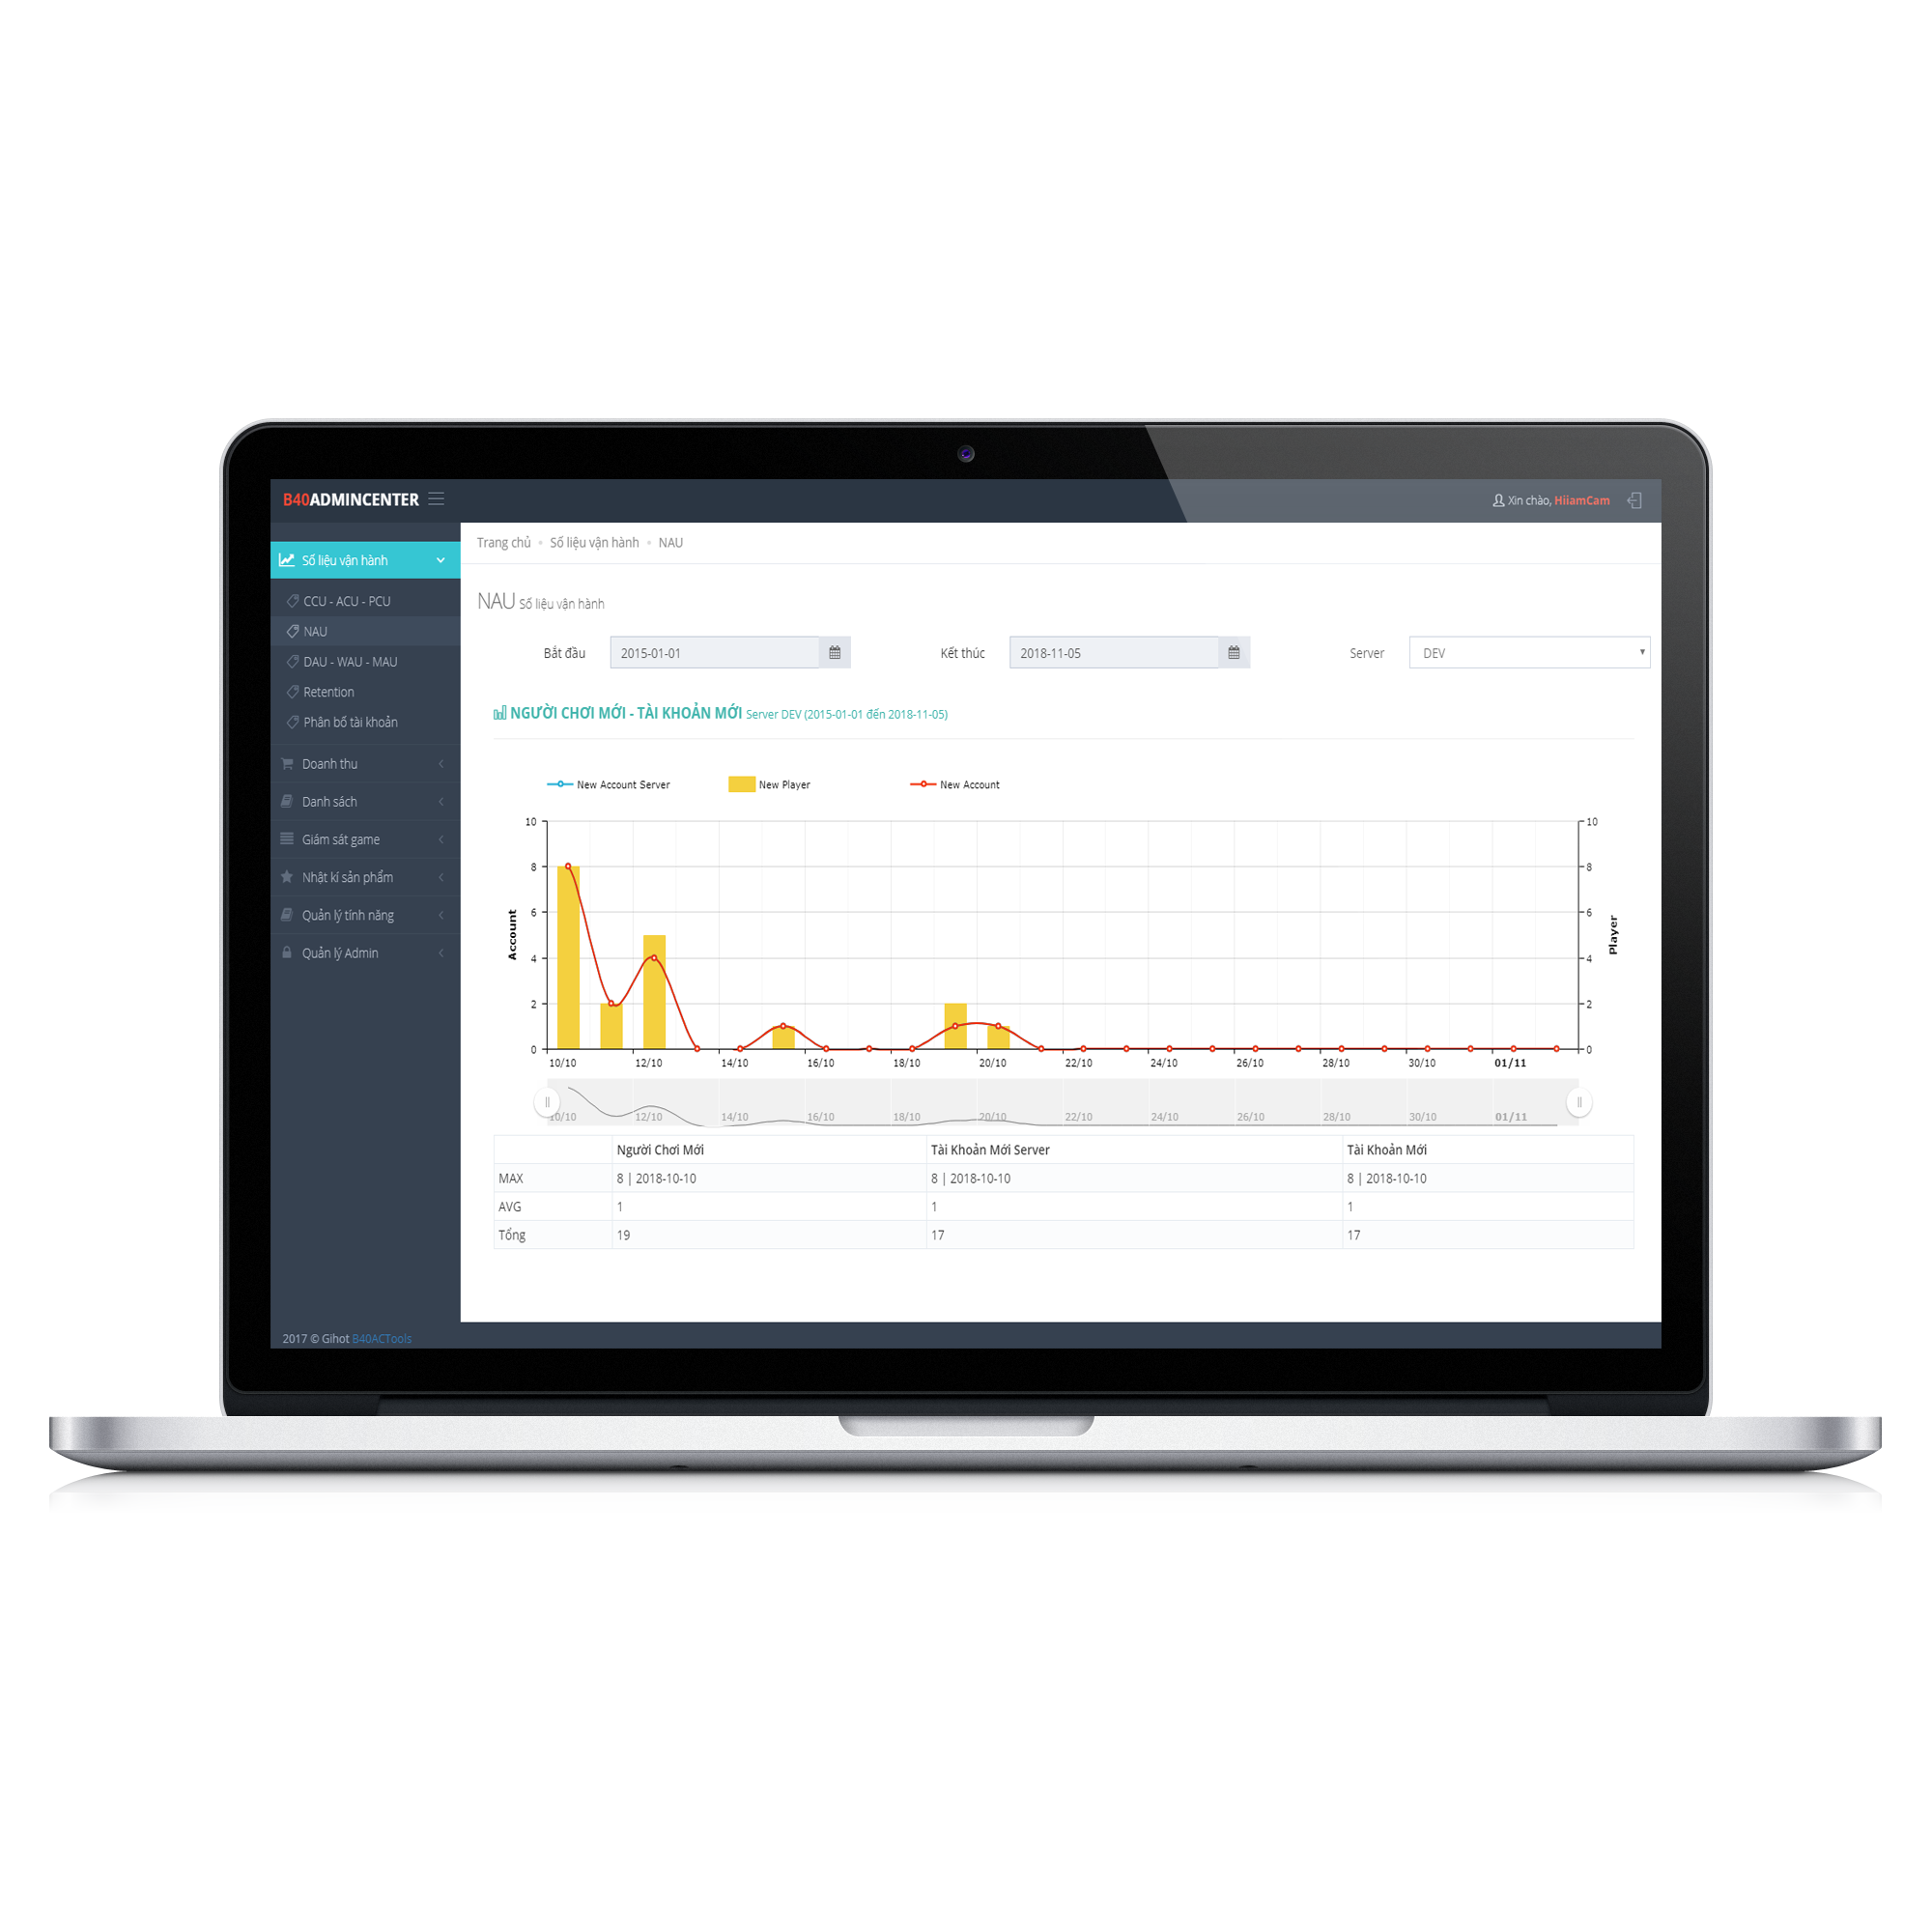 B40ADMINCENTER
Xin chào, HiiamCam
Số liệu vận hành
CCU - ACU - PCU
NAU
DAU - WAU - MAU
Retention
Phân bố tài khoản
Doanh thu
Danh sách
Giám sát game
Nhật kí sản phẩm
Quản lý tính năng
Quản lý Admin
Trang chủ Số liệu vận hành NAU
NAU Số liệu vận hành
Bắt đầu 2015-01-01 Kết thúc 2018-11-05 Server DEV
NGƯỜI CHƠI MỚI - TÀI KHOẢN MỚI Server DEV (2015-01-01 đến 2018-11-05)
New Account Server New Player New Account
10 10
8 8
6 6
Account Player
4 4
2 2
0 0
10/10 12/10 14/10 16/10 18/10 20/10 22/10 24/10 26/10 28/10 30/10 01/11
10/10 12/10 14/10 16/10 18/10 20/10 22/10 24/10 26/10 28/10 30/10 01/11
Người Chơi Mới Tài Khoản Mới Server Tài Khoản Mới
MAX 8 | 2018-10-10 8 | 2018-10-10 8 | 2018-10-10
AVG 1 1 1
Tổng 19 17 17
2017 © Gihot B40ACTools